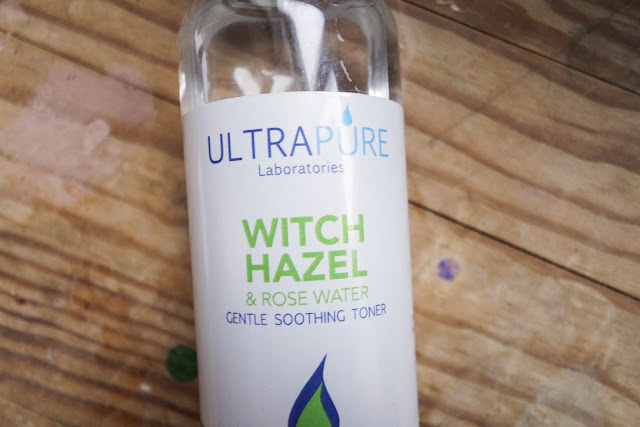 ULTRAPURE
Laboratories
WITCH
HAZEL
& ROSE WATER
GENTLE SOOTHING TONER